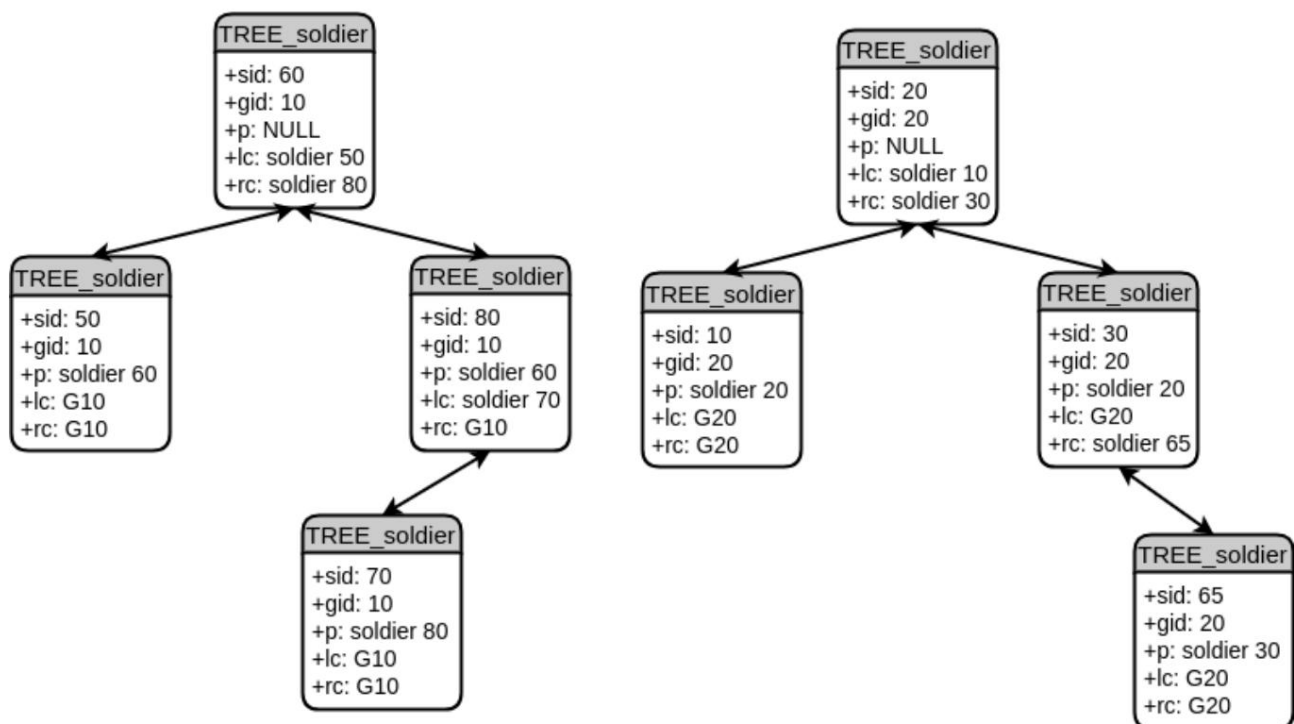 TREE_soldier
+sid: 60
+gid: 10
+p: NULL
+lc: soldier 50
+rc: soldier 80
TREE_soldier
+sid: 50
+gid: 10
+p: soldier 60
+lc: G10
+rc: G10
TREE_soldier
+sid: 80
+gid: 10
+p: soldier 60
+lc: soldier 70
+rc: G10
TREE_soldier
+sid: 70
+gid: 10
+p: soldier 80
+lc: G10
+rc: G10
TREE_soldier
+sid: 20
+gid: 20
+p: NULL
+lc: soldier 10
+rc: soldier 30
TREE_soldier
+sid: 10
+gid: 20
+p: soldier 20
+lc: G20
+rc: G20
TREE_soldier
+sid: 30
+gid: 20
+p: soldier 20
+lc: G20
+rc: soldier 65
TREE_soldier
+sid: 65
+gid: 20
+p: soldier 30
+lc: G20
+rc: G20